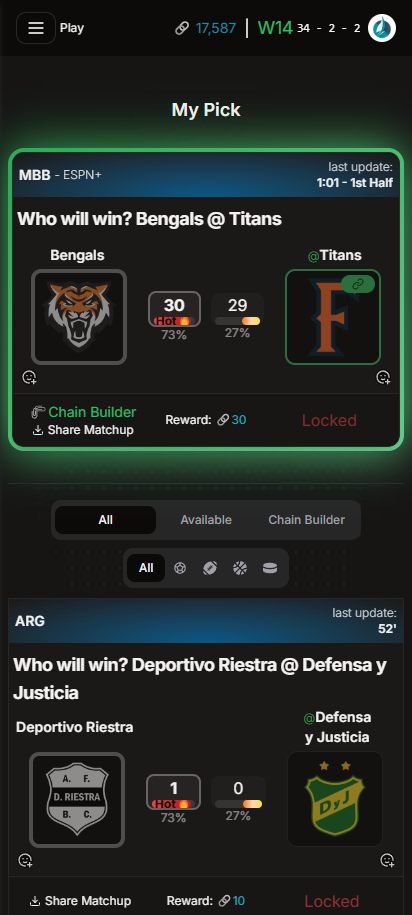 Play 17,587 W14 34 - 2 - 2
My Pick
MBB - ESPN+ last update:
1:01 - 1st Half
Who will win? Bengals @ Titans
Bengals @Titans
30 29
Hot
73% 27%
F
Chain Builder Reward: 30 Locked
Share Matchup
All Available Chain Builder
All
ARG last update:
52'
Who will win? Deportivo Riestra @ Defensa y
Justicia
Deportivo Riestra @Defensa
y Justicia
A. F.
D. RIESTRA
B. C.
DyJ
1 0
Hot
73% 27%
Share Matchup Reward: 10 Locked